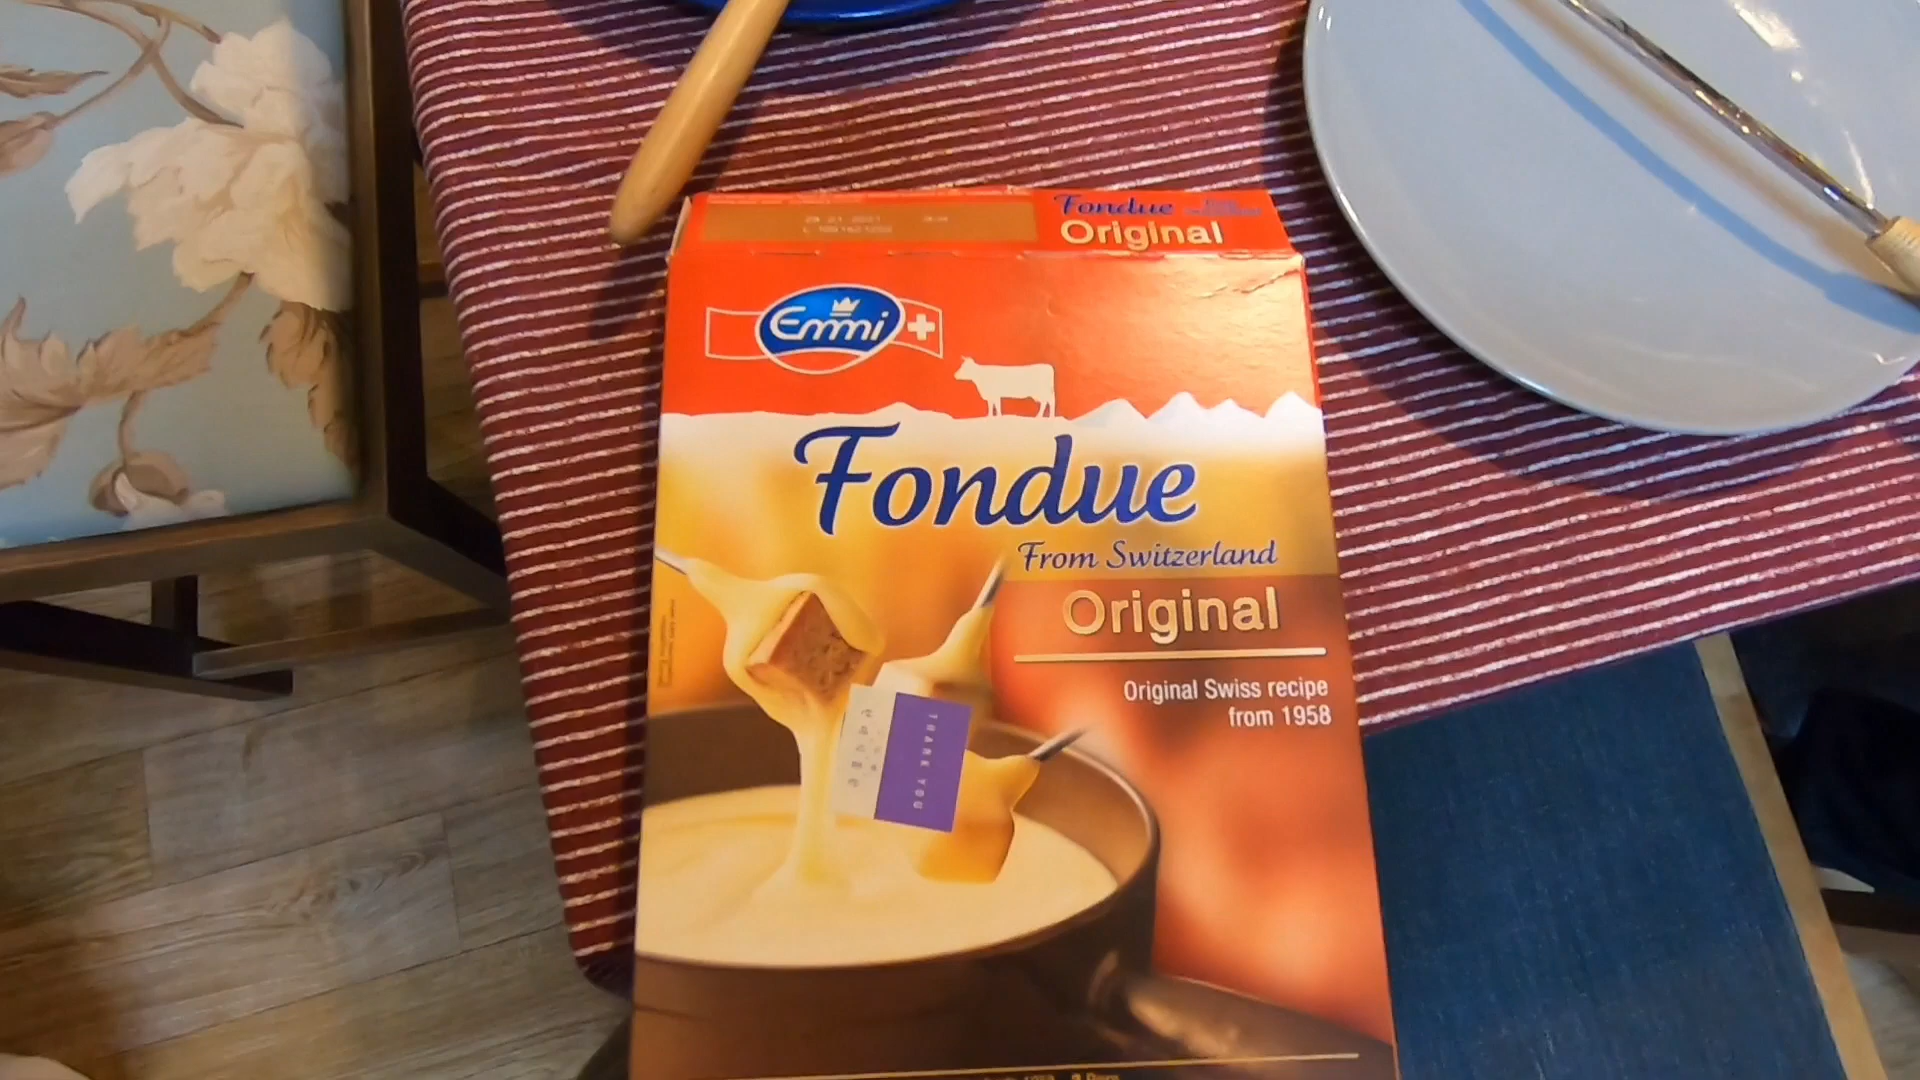 Fondue
Original
Emmi
Fondue
From Switzerland
Original
Original Swiss recipe
from 1958
THANK YOU